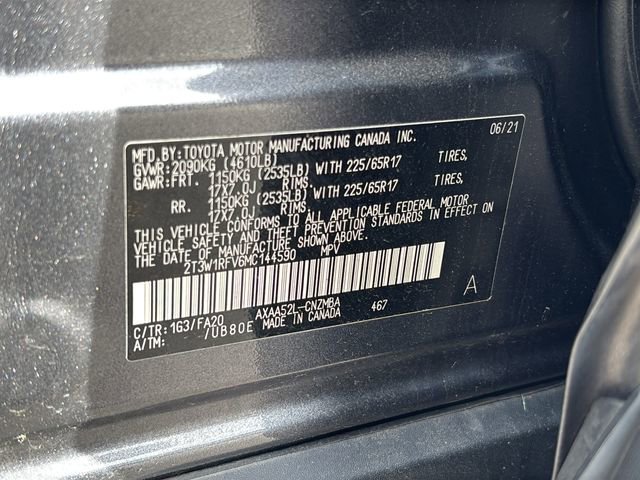 MFD.BY:TOYOTA MOTOR MANUFACTURING CANADA INC. 06/21
GVWR:2090KG (4610LB)
GAWR:FRT. 1150KG (2535LB) WITH 225/65R17 TIRES,
17X7.0J RIMS,
RR. 1150KG (2535LB) WITH 225/65R17 TIRES,
17X7.0J RIMS
THIS VEHICLE CONFORMS TO ALL APPLICABLE FEDERAL MOTOR
VEHICLE SAFETY AND THEFT PREVENTION STANDARDS IN EFFECT ON
THE DATE OF MANUFACTURE SHOWN ABOVE.
2T3W1RFV6MC144590 MPV
C/TR:1G3/FA20 AXAA52L-CNZMBA 467 A
A/TM: /UB80E MADE IN CANADA